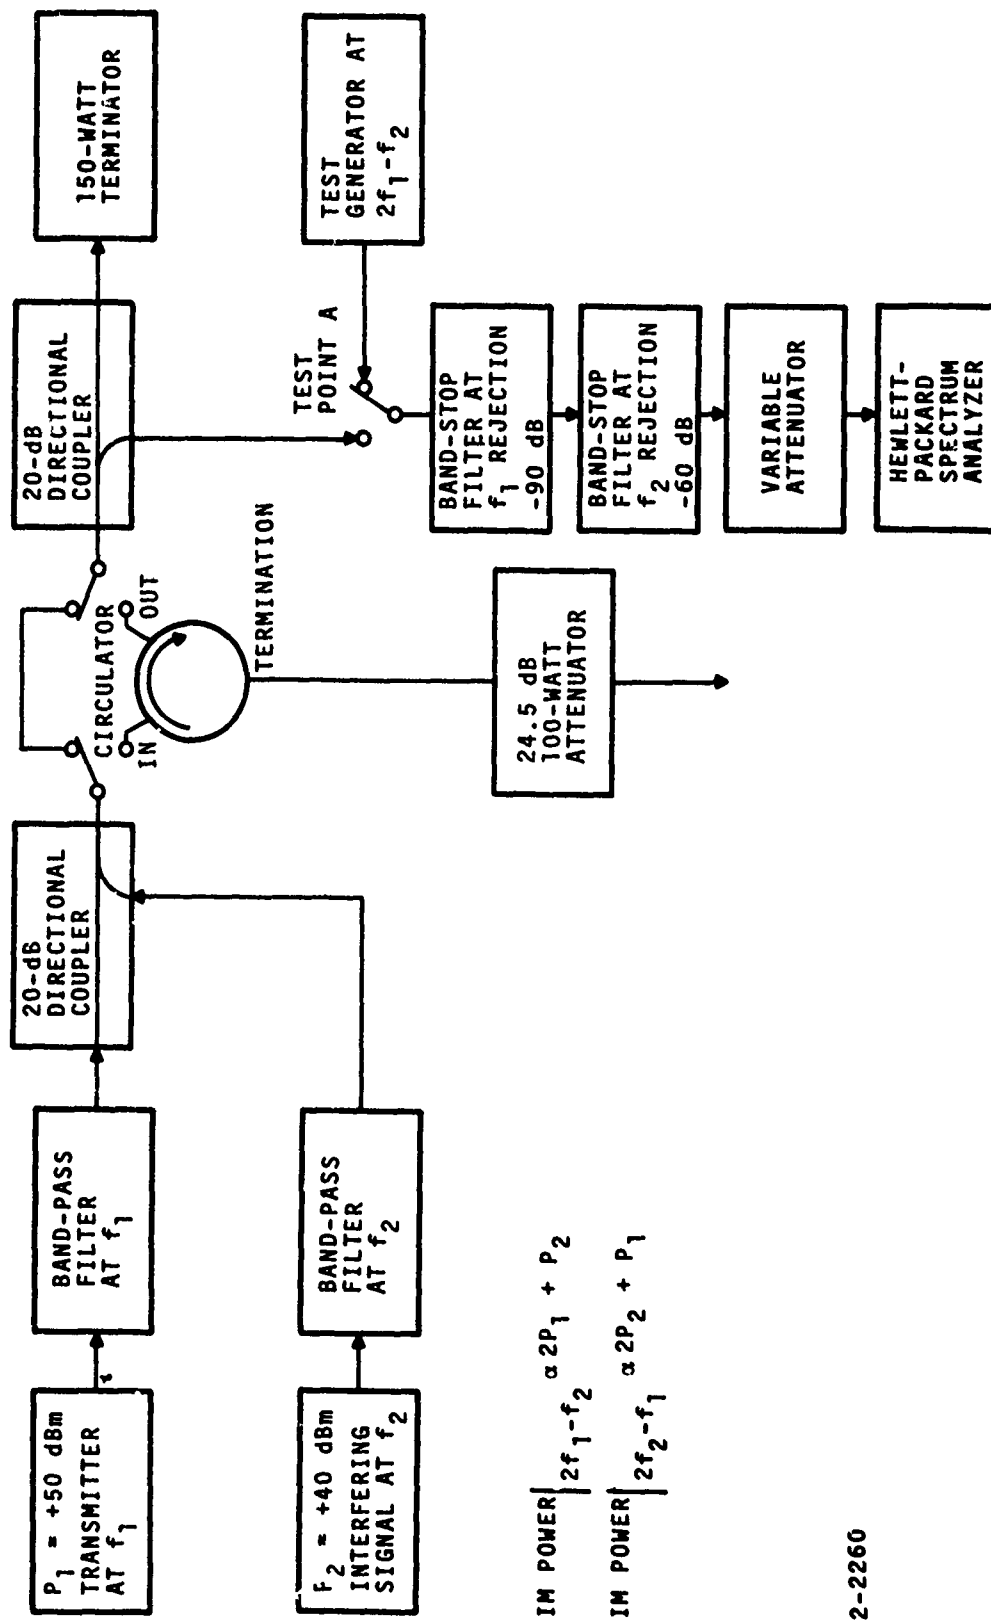 P1 = +50 dBm
TRANSMITTER
AT f1
BAND-PASS
FILTER
AT f1
20-dB
DIRECTIONAL
COUPLER
CIRCULATOR
IN
OUT
TERMINATION
20-dB
DIRECTIONAL
COUPLER
150-WATT
TERMINATOR
F2 = +40 dBm
INTERFERING
SIGNAL AT f2
BAND-PASS
FILTER
AT f2
TEST
POINT A
TEST
GENERATOR AT
2f1-f2
24.5 dB
100-WATT
ATTENUATOR
BAND-STOP
FILTER AT
f1 REJECTION
-90 dB
BAND-STOP
FILTER AT
f2 REJECTION
-60 dB
VARIABLE
ATTENUATOR
HEWLETT-
PACKARD
SPECTRUM
ANALYZER
IM POWER|2f1-f2 α 2P1 + P2
IM POWER|2f2-f1 α 2P2 + P1
2-2260